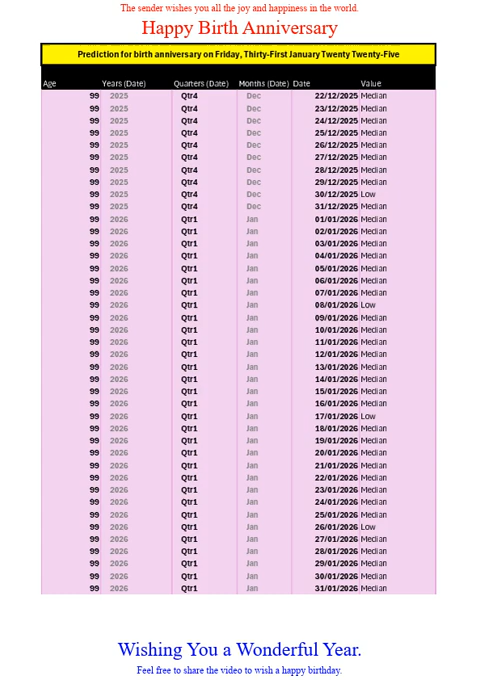 The sender wishes you all the joy and happiness in the world.
Happy Birth Anniversary
Prediction for birth anniversary on Friday, Thirty-First January Twenty Twenty-Five
Age Years (Date) Quarters (Date) Months (Date) Date Value
99 2025 Qtr4 Dec 22/12/2025 Median
99 2025 Qtr4 Dec 23/12/2025 Median
99 2025 Qtr4 Dec 24/12/2025 Median
99 2025 Qtr4 Dec 25/12/2025 Median
99 2025 Qtr4 Dec 26/12/2025 Median
99 2025 Qtr4 Dec 27/12/2025 Median
99 2025 Qtr4 Dec 28/12/2025 Median
99 2025 Qtr4 Dec 29/12/2025 Median
99 2025 Qtr4 Dec 30/12/2025 Low
99 2025 Qtr4 Dec 31/12/2025 Median
99 2026 Qtr1 Jan 01/01/2026 Median
99 2026 Qtr1 Jan 02/01/2026 Median
99 2026 Qtr1 Jan 03/01/2026 Median
99 2026 Qtr1 Jan 04/01/2026 Median
99 2026 Qtr1 Jan 05/01/2026 Median
99 2026 Qtr1 Jan 06/01/2026 Median
99 2026 Qtr1 Jan 07/01/2026 Median
99 2026 Qtr1 Jan 08/01/2026 Low
99 2026 Qtr1 Jan 09/01/2026 Median
99 2026 Qtr1 Jan 10/01/2026 Median
99 2026 Qtr1 Jan 11/01/2026 Median
99 2026 Qtr1 Jan 12/01/2026 Median
99 2026 Qtr1 Jan 13/01/2026 Median
99 2026 Qtr1 Jan 14/01/2026 Median
99 2026 Qtr1 Jan 15/01/2026 Median
99 2026 Qtr1 Jan 16/01/2026 Median
99 2026 Qtr1 Jan 17/01/2026 Low
99 2026 Qtr1 Jan 18/01/2026 Median
99 2026 Qtr1 Jan 19/01/2026 Median
99 2026 Qtr1 Jan 20/01/2026 Median
99 2026 Qtr1 Jan 21/01/2026 Median
99 2026 Qtr1 Jan 22/01/2026 Median
99 2026 Qtr1 Jan 23/01/2026 Median
99 2026 Qtr1 Jan 24/01/2026 Median
99 2026 Qtr1 Jan 25/01/2026 Median
99 2026 Qtr1 Jan 26/01/2026 Low
99 2026 Qtr1 Jan 27/01/2026 Median
99 2026 Qtr1 Jan 28/01/2026 Median
99 2026 Qtr1 Jan 29/01/2026 Median
99 2026 Qtr1 Jan 30/01/2026 Median
99 2026 Qtr1 Jan 31/01/2026 Median
Wishing You a Wonderful Year.
Feel free to share the video to wish a happy birthday.